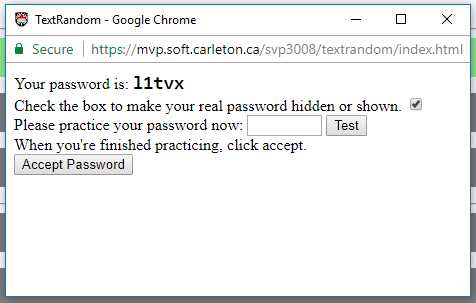 TextRandom - Google Chrome
Secure | https://mvp.soft.carleton.ca/svp3008/textrandom/index.html
Your password is: l1tvx
Check the box to make your real password hidden or shown.
Please practice your password now: Test
When you're finished practicing, click accept.
Accept Password